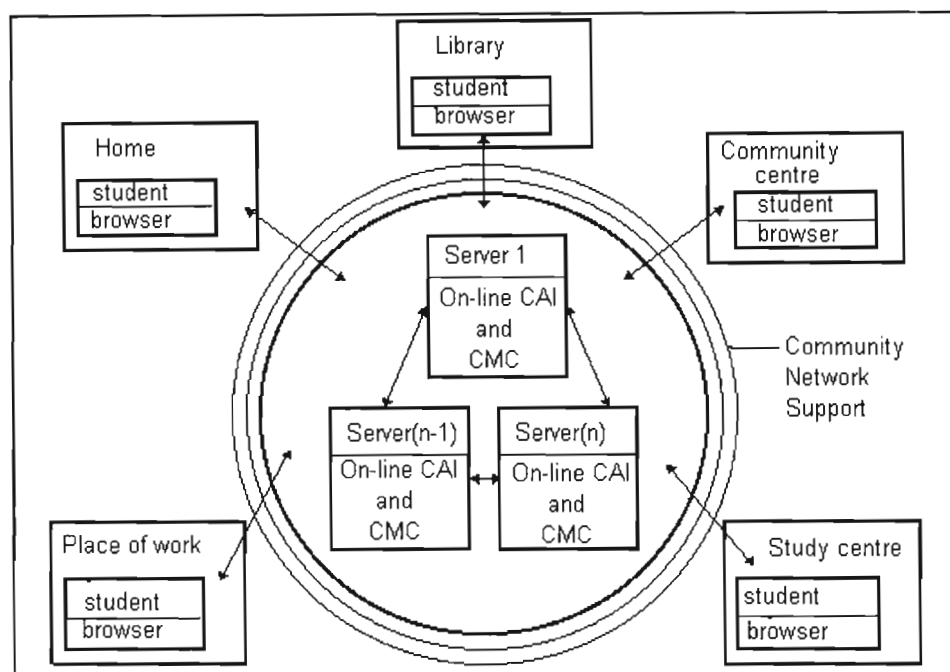 Library
student
browser
Home
student
browser
Community
centre
student
browser
Server 1
On-line CAI
and
CMC
Community
Network
Support
Server(n-1)
On-line CAI
and
CMC
Server(n)
On-line CAI
and
CMC
Place of work
student
browser
Study centre
student
browser